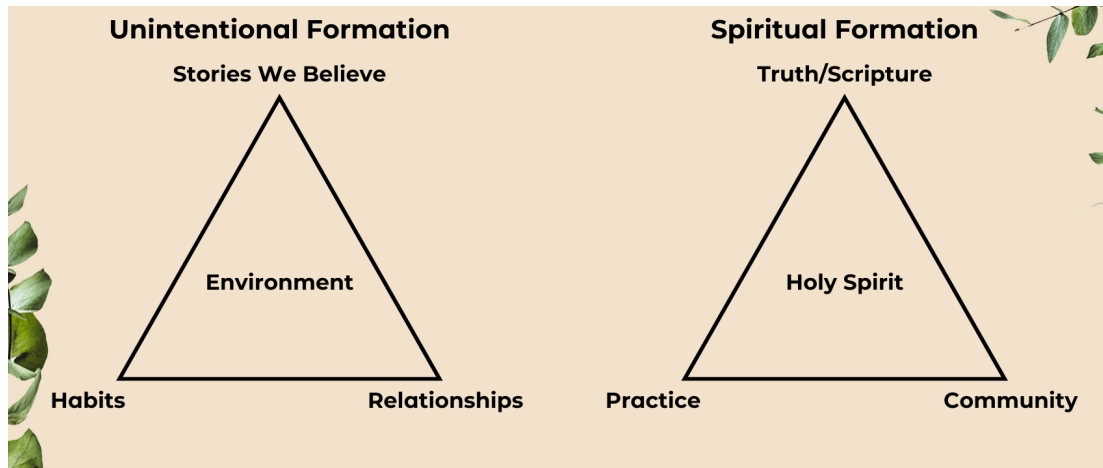 Unintentional Formation
Stories We Believe
Environment
Habits
Relationships
Spiritual Formation
Truth/Scripture
Holy Spirit
Practice
Community